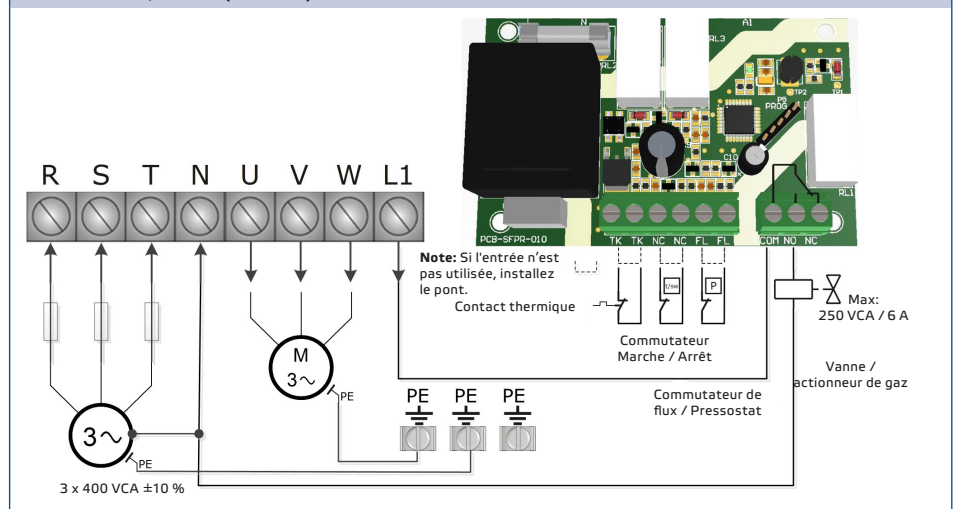 N
A1
RL3
RL2
TP2
TP1
P5
PROG
C10
RL1
R S T N U V W L1
PCB-SFPR-010
TK TK NC NC FL FL COM NO NC
Note: Si l'entrée n'est
pas utilisée, installez
le pont.
Contact thermique
t/sw
P
Commutateur
Marche / Arrêt
Max:
250 VCA / 6 A
Vanne /
actionneur de gaz
Commutateur de
flux / Pressostat
M
3~
PE
PE PE PE
3~
PE
3 x 400 VCA ±10 %